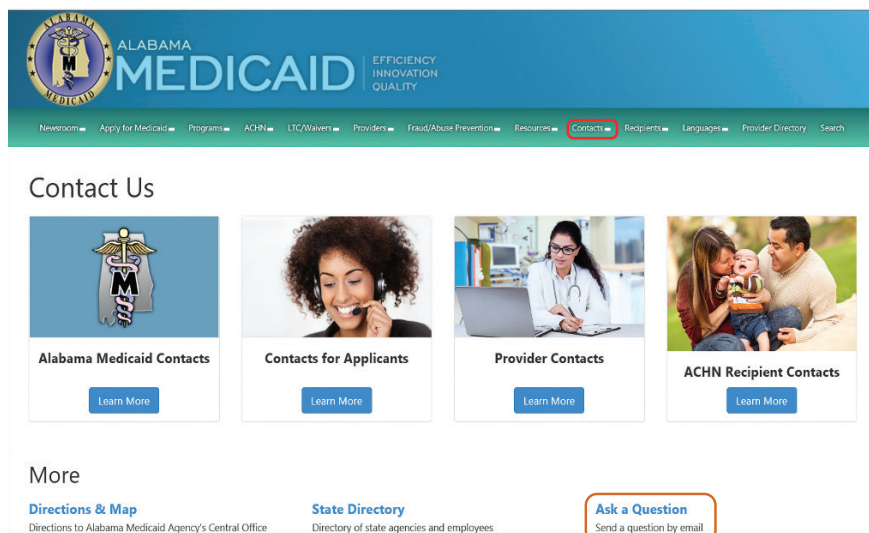 ALABAMA
MEDICAID
M
ALABAMA
MEDICAID
EFFICIENCY
INNOVATION
QUALITY
Newsroom Apply for Medicaid Programs ACHN LTC/Waivers Providers Fraud/Abuse Prevention Resources Contacts Recipients Languages Provider Directory Search
Contact Us
M
Alabama Medicaid Contacts
Learn More
Contacts for Applicants
Learn More
Provider Contacts
Learn More
ACHN Recipient Contacts
Learn More
More
Directions & Map
Directions to Alabama Medicaid Agency's Central Office
State Directory
Directory of state agencies and employees
Ask a Question
Send a question by email